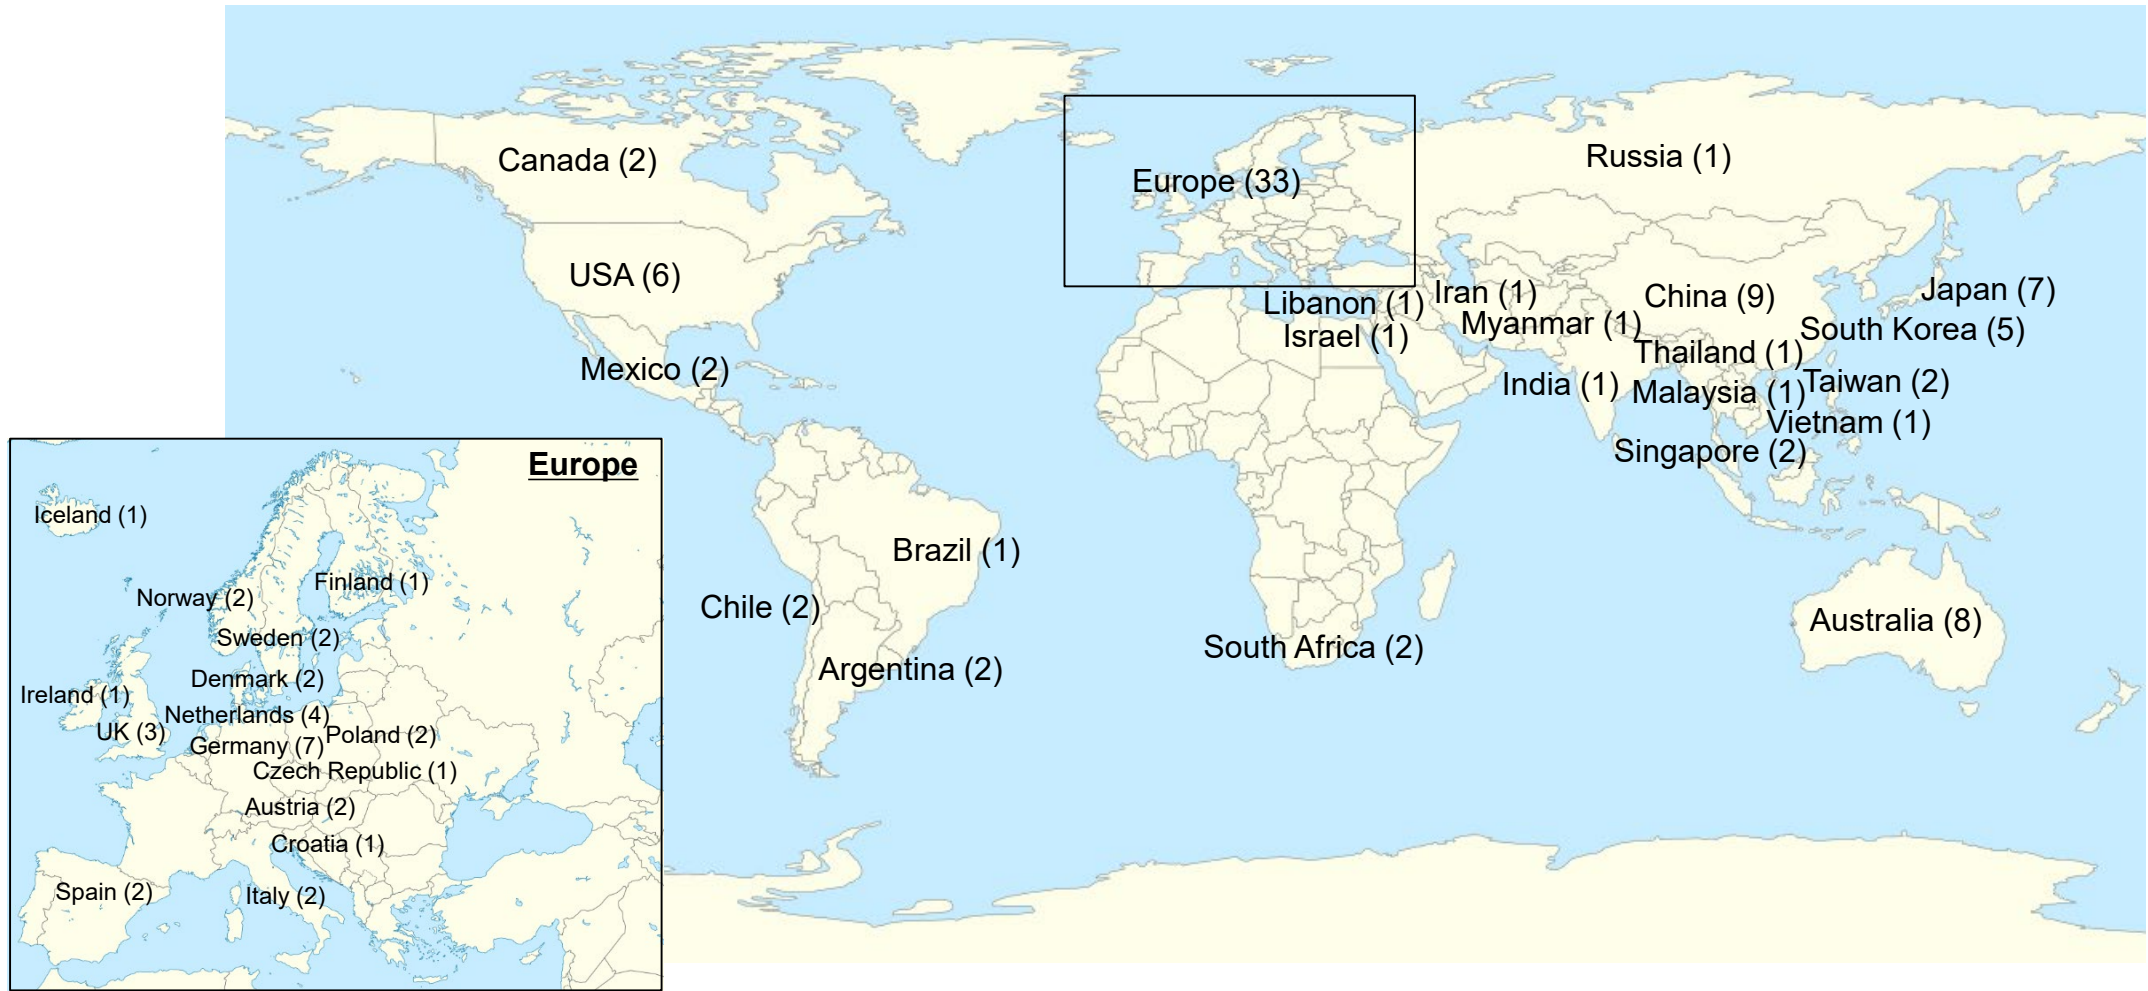 Canada (2)
Russia (1)
Europe (33)
USA (6)
Japan (7)
China (9)
Iran (1)
Libanon (1)
Myanmar (1)
South Korea (5)
Israel (1)
Thailand (1)
Mexico (2)
Taiwan (2)
India (1)
Malaysia (1)
Vietnam (1)
Singapore (2)
Brazil (1)
Chile (2)
Australia (8)
South Africa (2)
Argentina (2)
Europe
Iceland (1)
Finland (1)
Norway (2)
Sweden (2)
Denmark (2)
Ireland (1)
Netherlands (4)
UK (3)
Poland (2)
Germany (7)
Czech Republic (1)
Austria (2)
Croatia (1)
Spain (2)
Italy (2)